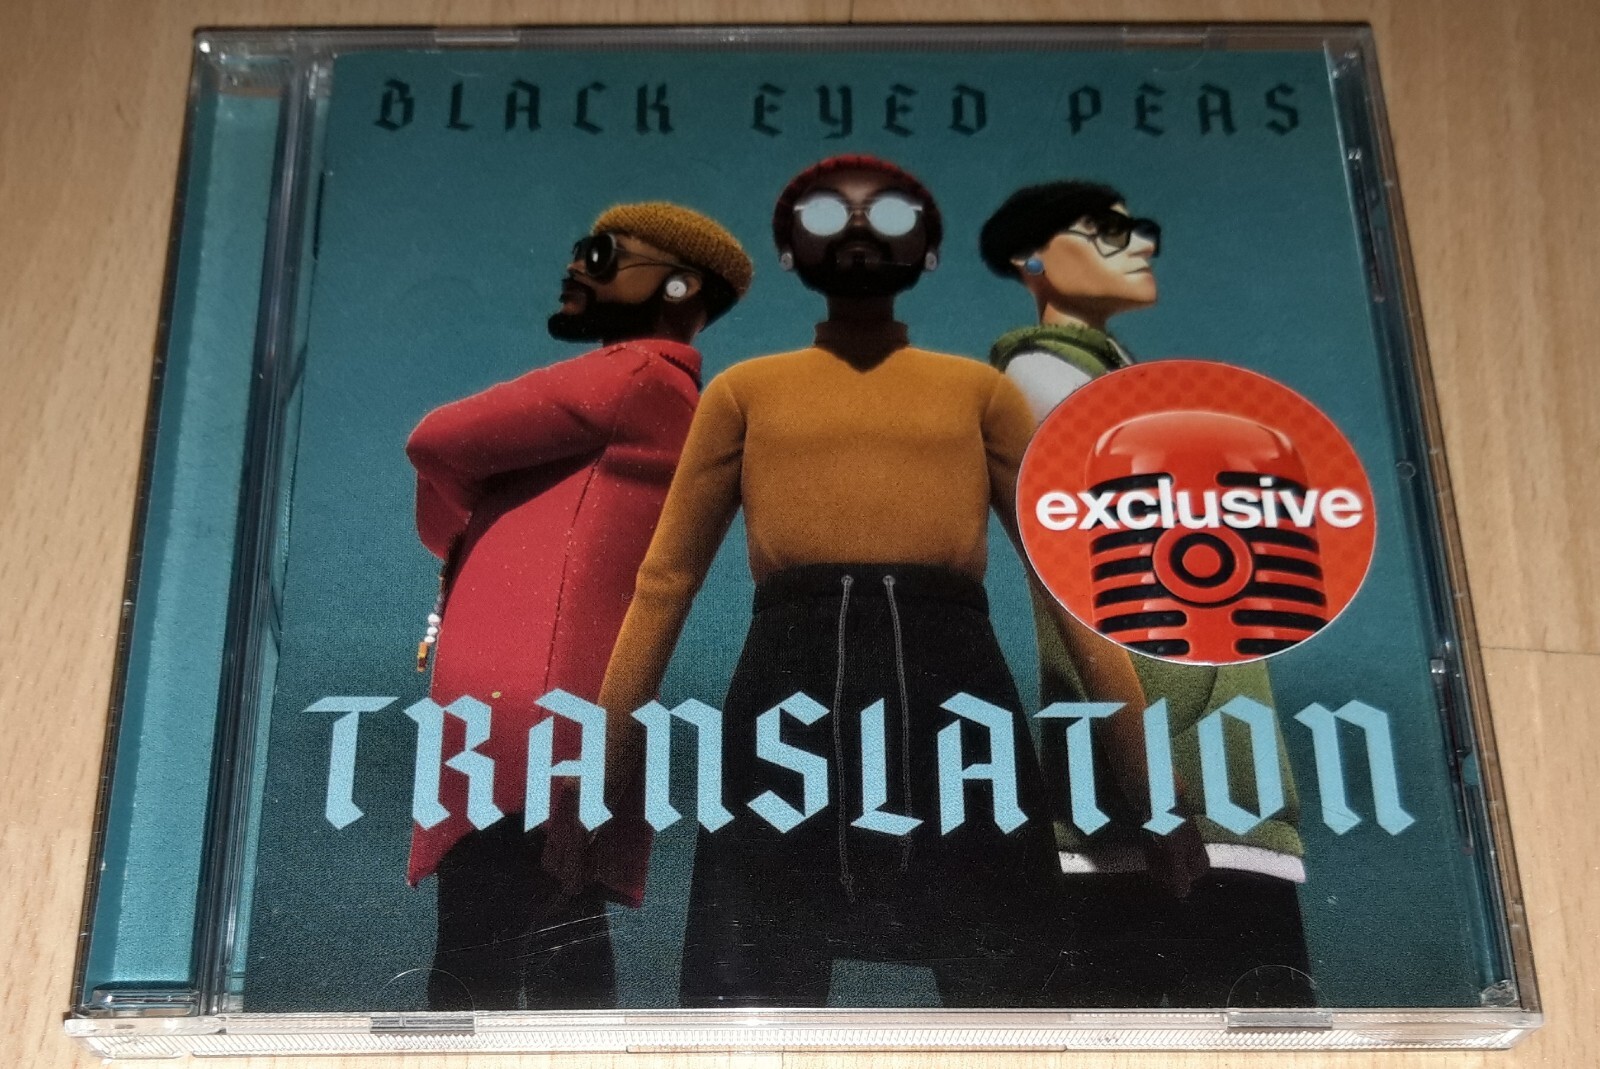 BLACK EYED PEAS
exclusive
TRANSLATION